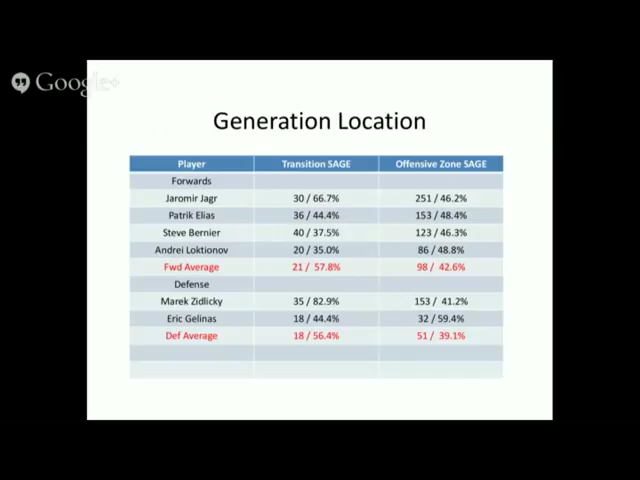 Google+
Generation Location
Player Transition SAGE Offensive Zone SAGE
Forwards
Jaromir Jagr 30 / 66.7% 251 / 46.2%
Patrik Elias 36 / 44.4% 153 / 48.4%
Steve Bernier 40 / 37.5% 123 / 46.3%
Andrei Loktionov 20 / 35.0% 86 / 48.8%
Fwd Average 21 / 57.8% 98 / 42.6%
Defense
Marek Zidlicky 35 / 82.9% 153 / 41.2%
Eric Gelinas 18 / 44.4% 32 / 59.4%
Def Average 18 / 56.4% 51 / 39.1%